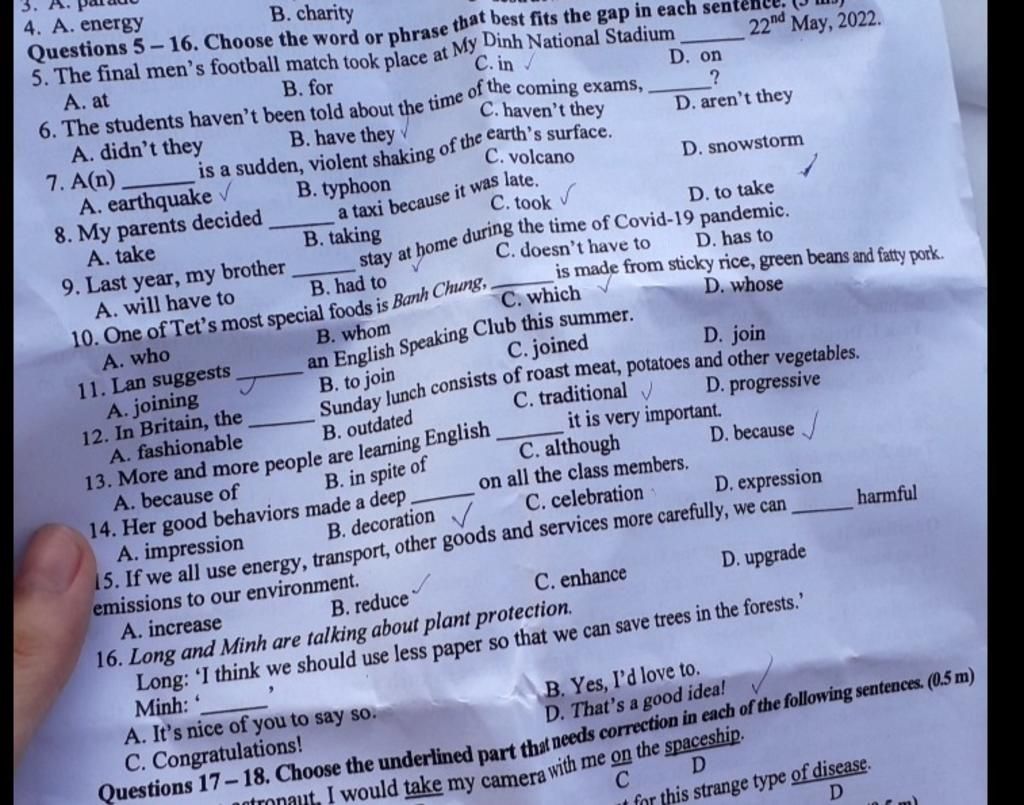 4. A. energy B. charity
Questions 5 – 16. Choose the word or phrase that best fits the gap in each sentence.
5. The final men's football match took place at My Dinh National Stadium ______ 22nd May, 2022.
A. at B. for C. in D. on
6. The students haven't been told about the time of the coming exams, ______?
A. didn't they B. have they C. haven't they D. aren't they
7. A(n) ______ is a sudden, violent shaking of the earth's surface.
A. earthquake B. typhoon C. volcano D. snowstorm
8. My parents decided ______ a taxi because it was late.
A. take B. taking C. took D. to take
9. Last year, my brother ______ stay at home during the time of Covid-19 pandemic.
A. will have to B. had to C. doesn't have to D. has to
10. One of Tet's most special foods is Banh Chung, ______ is made from sticky rice, green beans and fatty pork.
A. who B. whom C. which D. whose
11. Lan suggests ______ an English Speaking Club this summer.
A. joining B. to join C. joined D. join
12. In Britain, the ______ Sunday lunch consists of roast meat, potatoes and other vegetables.
A. fashionable B. outdated C. traditional D. progressive
13. More and more people are learning English ______ it is very important.
A. because of B. in spite of C. although D. because
14. Her good behaviors made a deep ______ on all the class members.
A. impression B. decoration C. celebration D. expression
15. If we all use energy, transport, other goods and services more carefully, we can ______ harmful
emissions to our environment.
A. increase B. reduce C. enhance D. upgrade
16. Long and Minh are talking about plant protection.
Long: 'I think we should use less paper so that we can save trees in the forests.'
Minh: '______'
A. It's nice of you to say so. B. Yes, I'd love to.
C. Congratulations! D. That's a good idea!
Questions 17 – 18. Choose the underlined part that needs correction in each of the following sentences. (0.5 m)
I would take my camera with me on the spaceship.
C D
for this strange type of disease.
D